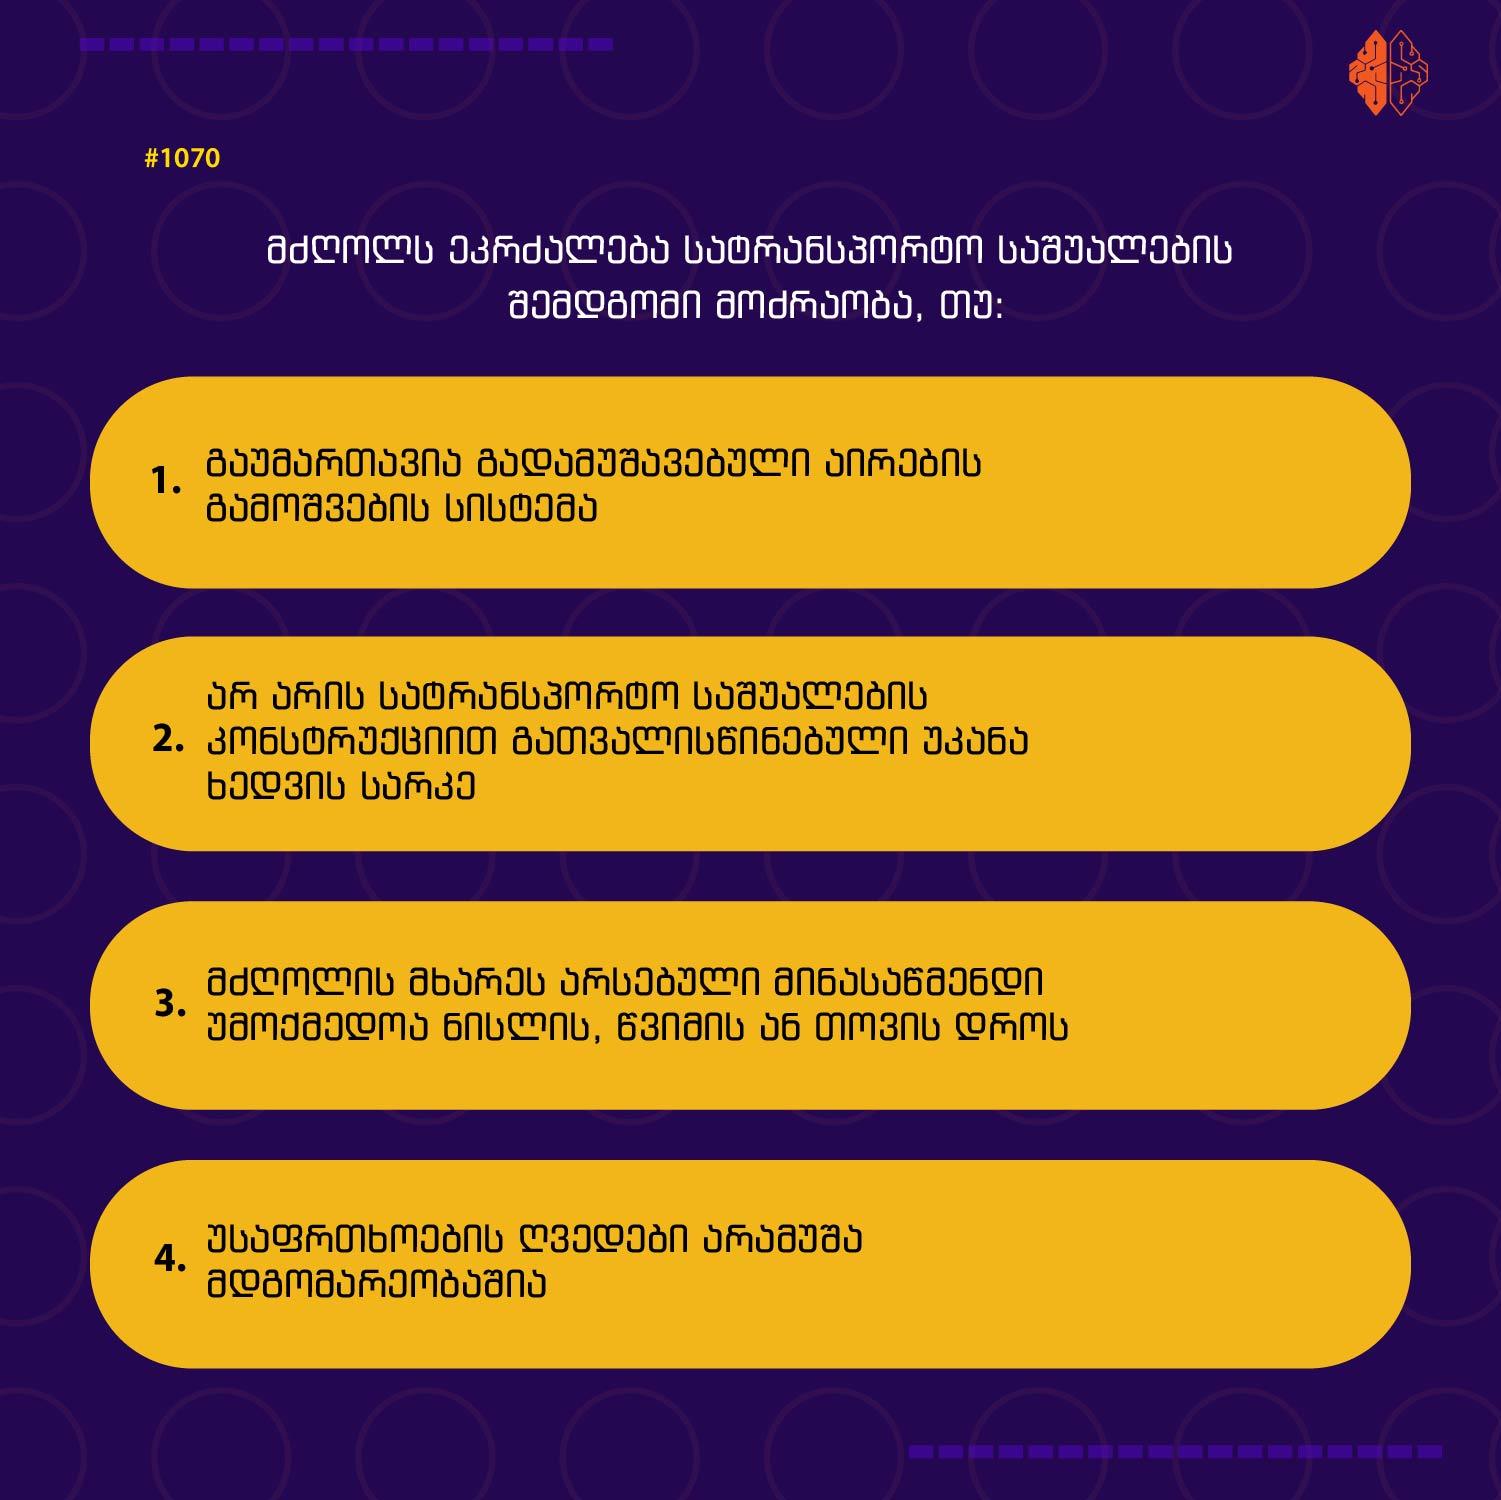 #1070
მძღოლს ეკრძალება სატრანსპორტო საშუალების
შემდგომი მოძრაობა, თუ:
1. გაუმართავია გადამუშავებული აირების
გამოშვების სისტემა
არ არის სატრანსპორტო საშუალების
2. კონსტრუქციით გათვალისწინებული უკანა
ხედვის სარკე
3. მძღოლის მხარეს არსებული მინასაწმენდი
უმოქმედოა ნისლის, წვიმის ან თოვის დროს
4. უსაფრთხოების ღვედები არამუშა
მდგომარეობაშია